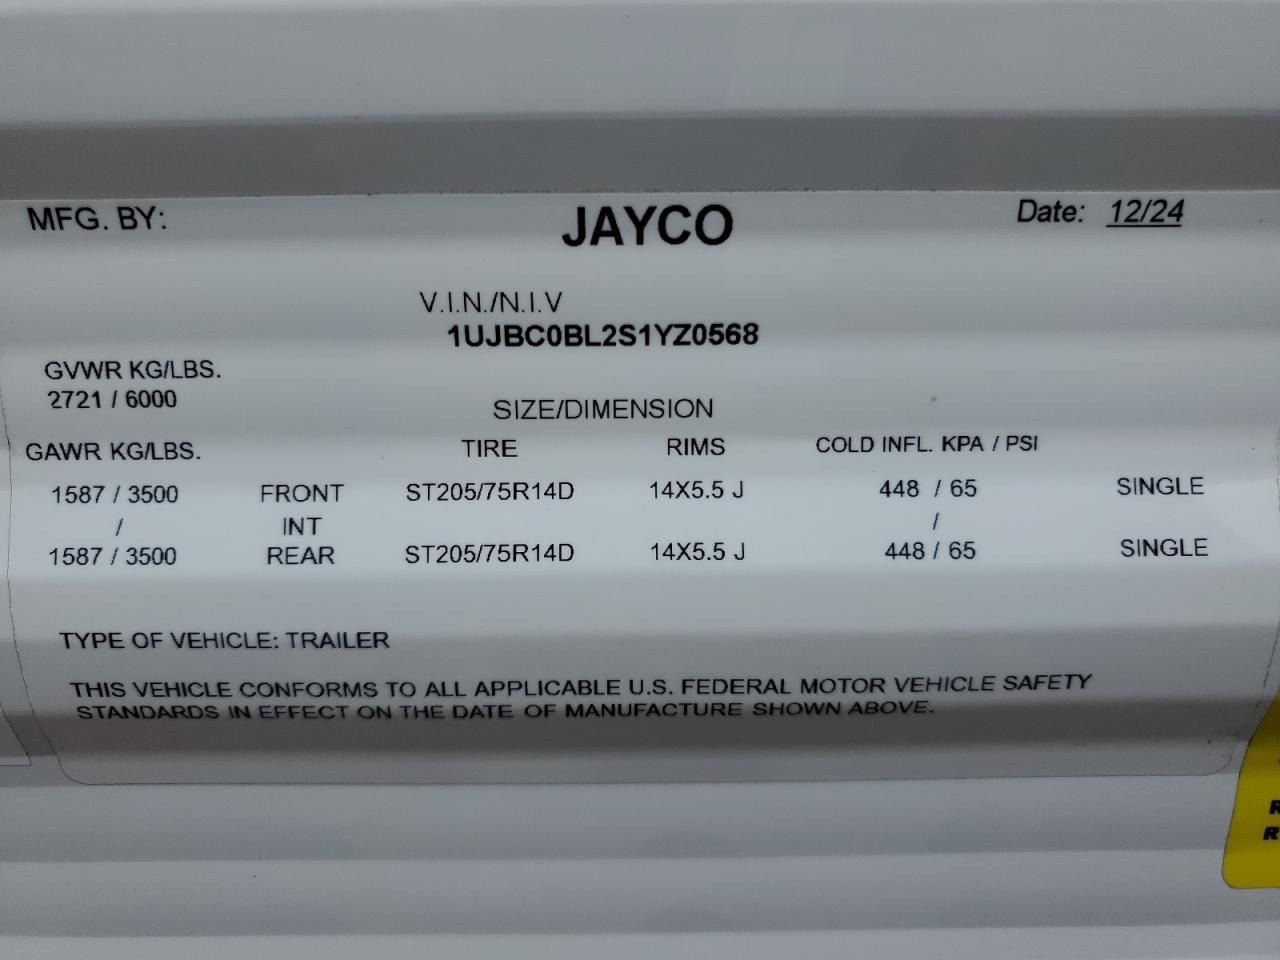 MFG. BY: JAYCO Date: 12/24
V.I.N./N.I.V
1UJBC0BL2S1YZ0568
GVWR KG/LBS.
2721 / 6000
SIZE/DIMENSION
GAWR KG/LBS. TIRE RIMS COLD INFL. KPA / PSI
1587 / 3500 FRONT ST205/75R14D 14X5.5 J 448 / 65 SINGLE
/ INT /
1587 / 3500 REAR ST205/75R14D 14X5.5 J 448 / 65 SINGLE
TYPE OF VEHICLE: TRAILER
THIS VEHICLE CONFORMS TO ALL APPLICABLE U.S. FEDERAL MOTOR VEHICLE SAFETY
STANDARDS IN EFFECT ON THE DATE OF MANUFACTURE SHOWN ABOVE.